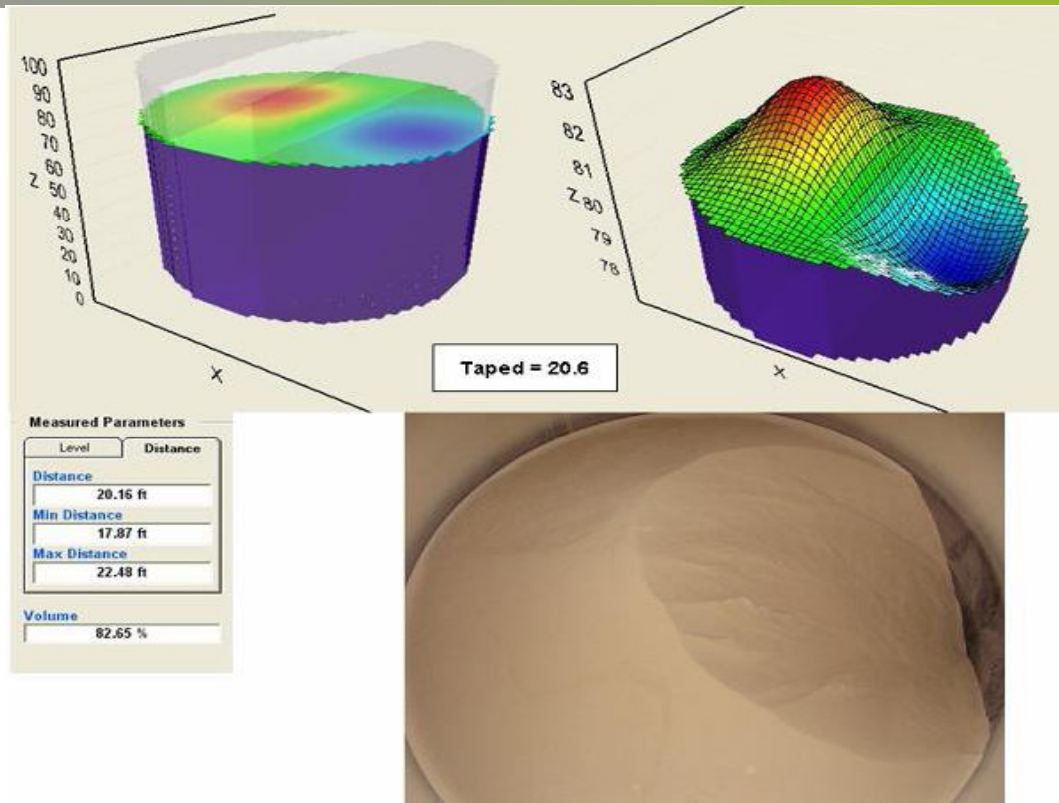 100
90
80
70
60
Z 50
40
30
20
10
0
X
83
82
81
Z 80
79
78
X
Taped = 20.6
Measured Parameters
Level Distance
Distance
20.16 ft
Min Distance
17.87 ft
Max Distance
22.48 ft
Volume
82.65 %